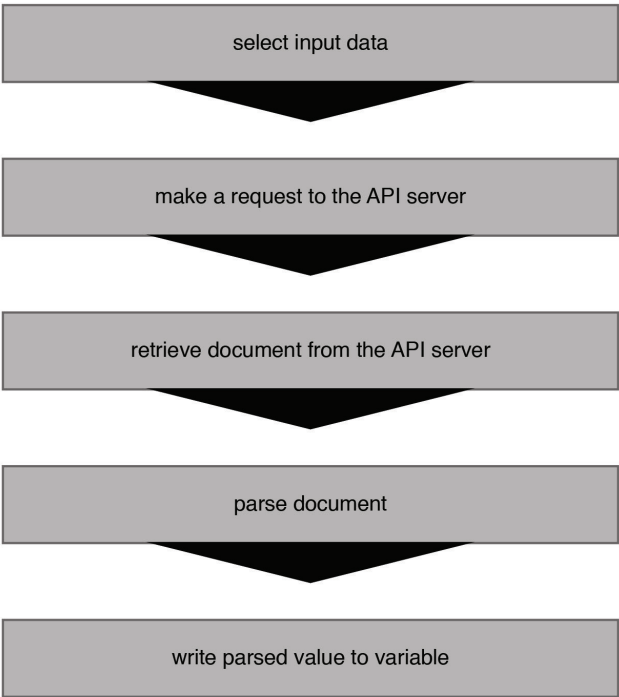 select input data
make a request to the API server
retrieve document from the API server
parse document
write parsed value to variable